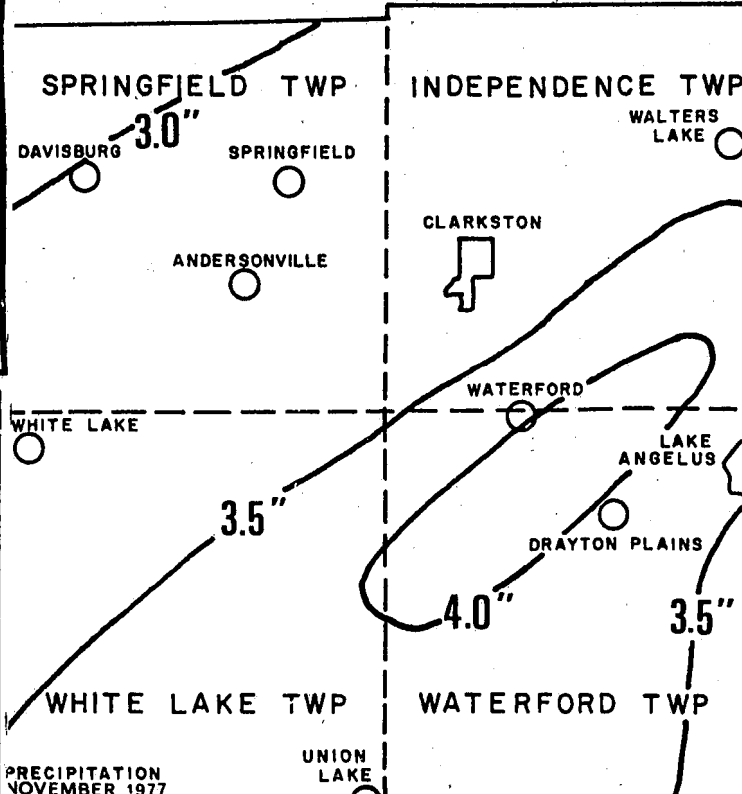 SPRINGFIELD TWP
INDEPENDENCE TWP
WALTERS
LAKE
3.0"
DAVISBURG
SPRINGFIELD
CLARKSTON
ANDERSONVILLE
WATERFORD
WHITE LAKE
LAKE
ANGELUS
3.5"
DRAYTON PLAINS
4.0"
3.5"
WHITE LAKE TWP
WATERFORD TWP
UNION
LAKE
PRECIPITATION
NOVEMBER 1977